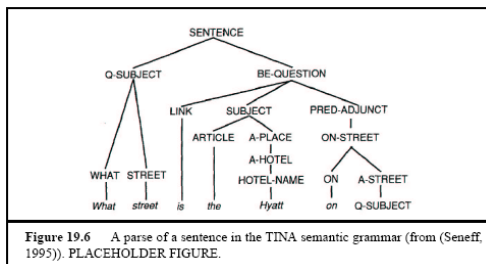 SENTENCE
Q-SUBJECT BE-QUESTION
LINK SUBJECT PRED-ADJUNCT
ARTICLE A-PLACE ON-STREET
A-HOTEL
WHAT STREET HOTEL-NAME ON A-STREET
What street is the Hyatt on Q-SUBJECT
Figure 19.6 A parse of a sentence in the TINA semantic grammar (from (Seneff,
1995)). PLACEHOLDER FIGURE.